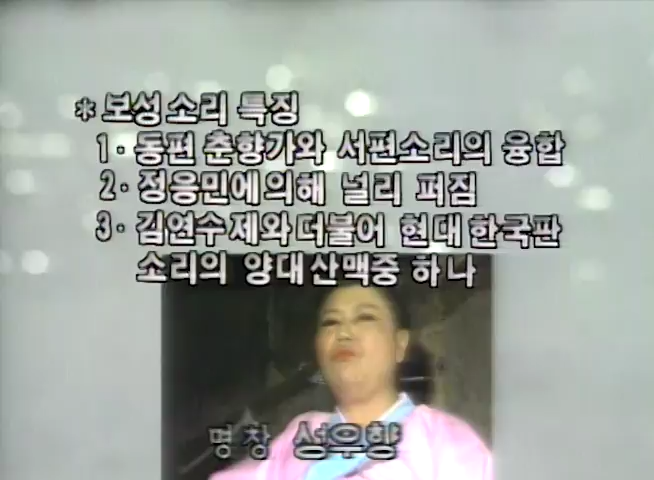 * 보성소리 특징
1. 동편 춘향가와 서편소리의 융합
2. 정응민에의해 널리 펴짐
3. 김연수제와더불어 현대한국판
소리의 양대산맥중 하나
명창 성우향